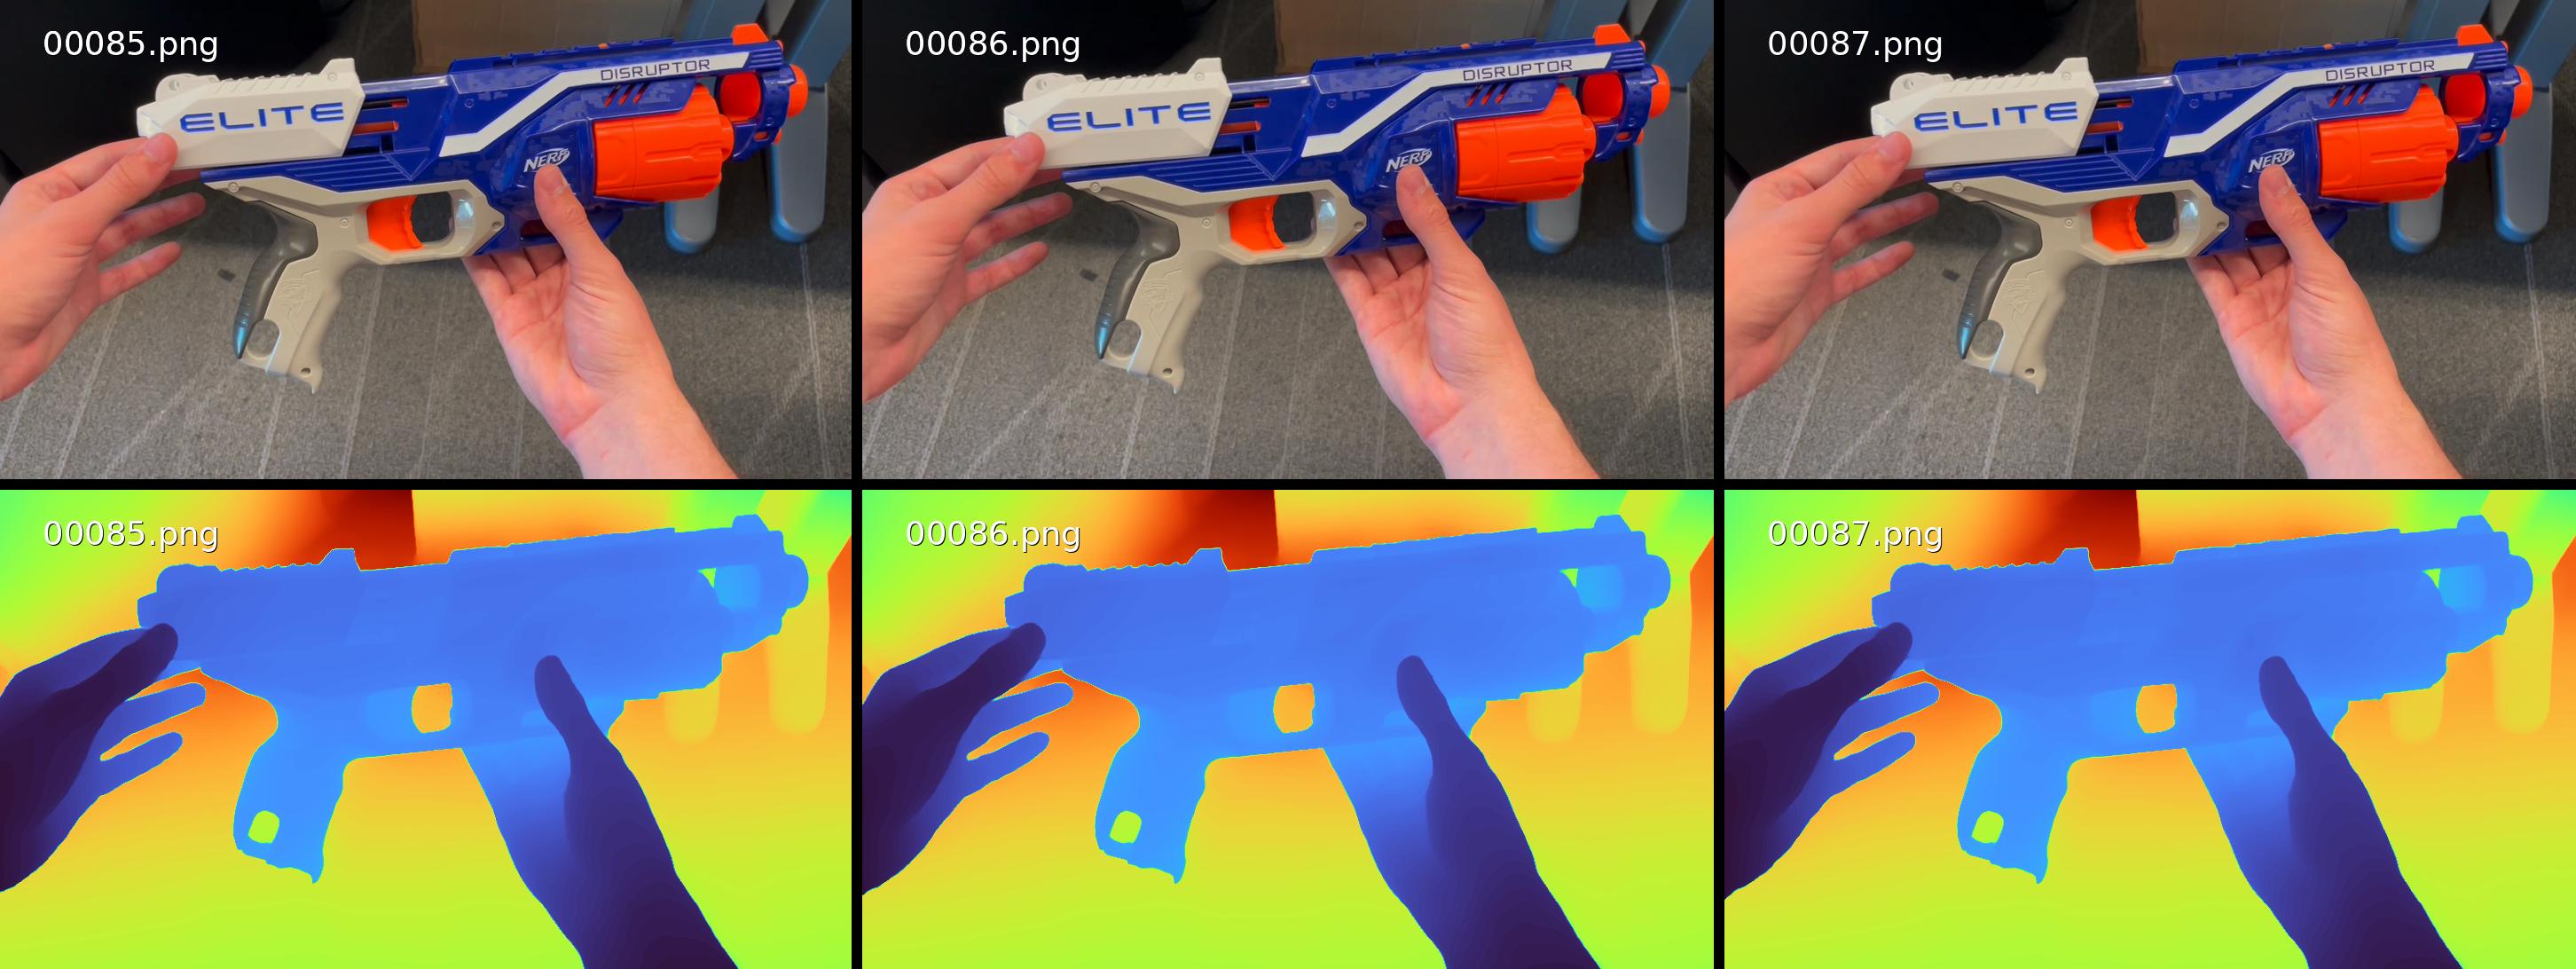 00085.png
DISRUPTOR
ELITE
NERF
00086.png
DISRUPTOR
ELITE
NERF
00087.png
DISRUPTOR
ELITE
NERF
00085.png
00086.png
00087.png